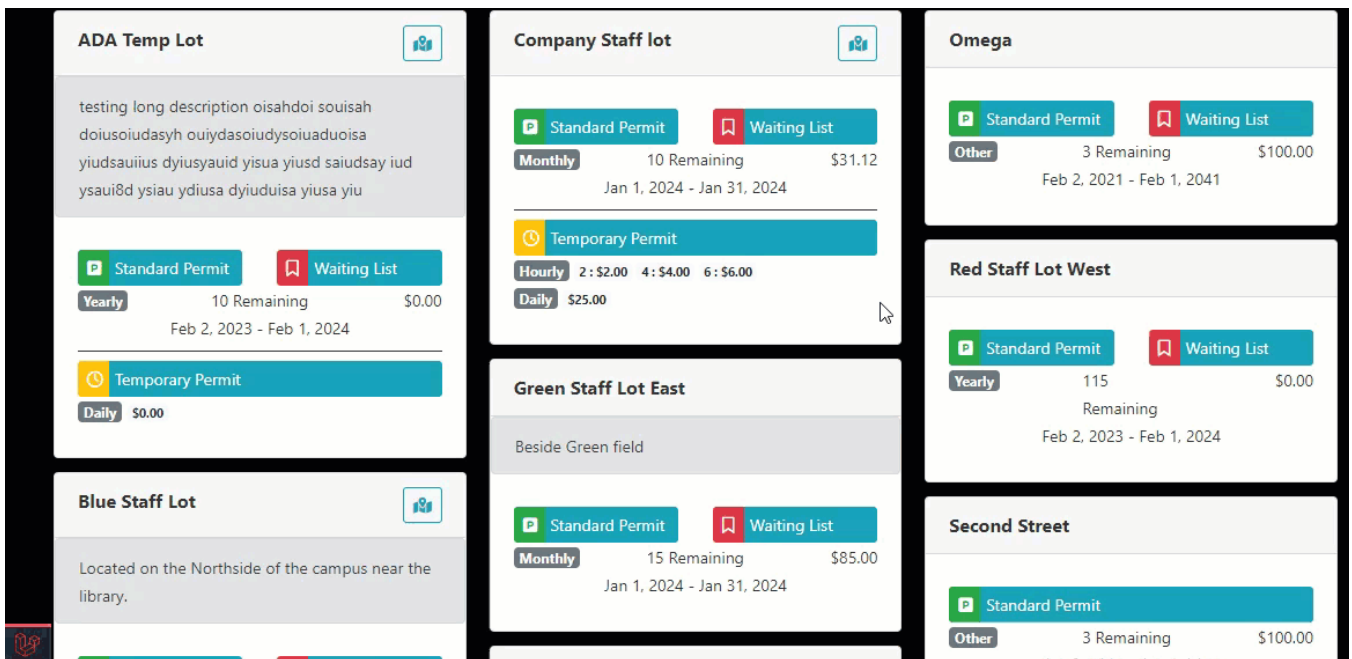 ADA Temp Lot
testing long description oisahdoi souisah
doiusoiudasyh ouiydasoiudysoiuaduoisa
yiudsauiius dyiusyauid yisua yiusd saiudsay iud
ysaui8d ysiau ydiusa dyiuduisa yiusa yiu
Standard Permit
Waiting List
Yearly 10 Remaining $0.00
Feb 2, 2023 - Feb 1, 2024
Temporary Permit
Daily $0.00
Blue Staff Lot
Located on the Northside of the campus near the
library.
Company Staff lot
Standard Permit
Waiting List
Monthly 10 Remaining $31.12
Jan 1, 2024 - Jan 31, 2024
Temporary Permit
Hourly 2 : $2.00 4 : $4.00 6 : $6.00
Daily $25.00
Green Staff Lot East
Beside Green field
Standard Permit
Waiting List
Monthly 15 Remaining $85.00
Jan 1, 2024 - Jan 31, 2024
Omega
Standard Permit
Waiting List
Other 3 Remaining $100.00
Feb 2, 2021 - Feb 1, 2041
Red Staff Lot West
Standard Permit
Waiting List
Yearly 115 $0.00
Remaining
Feb 2, 2023 - Feb 1, 2024
Second Street
Standard Permit
Other 3 Remaining $100.00